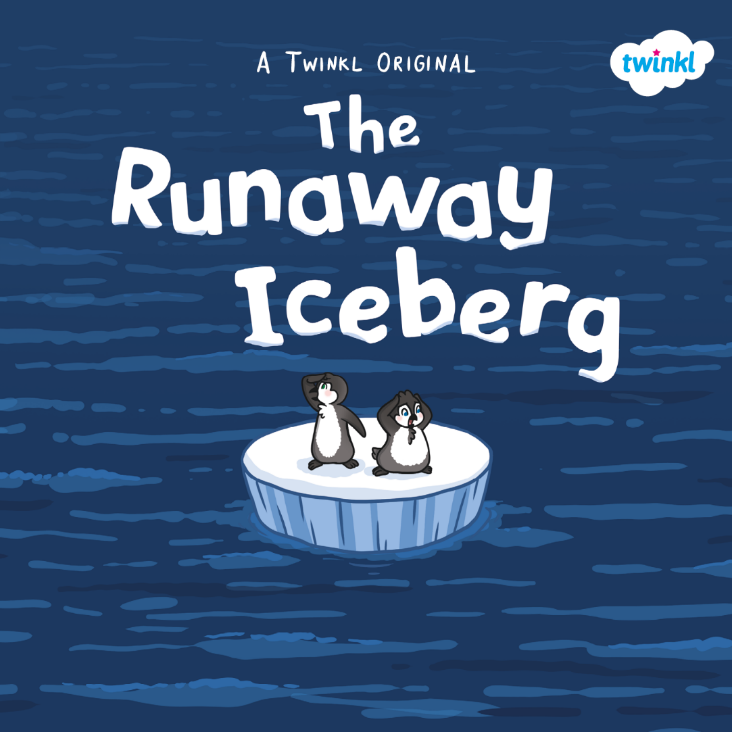 A Twinkl Original
twinkl
The
Runaway
Iceberg